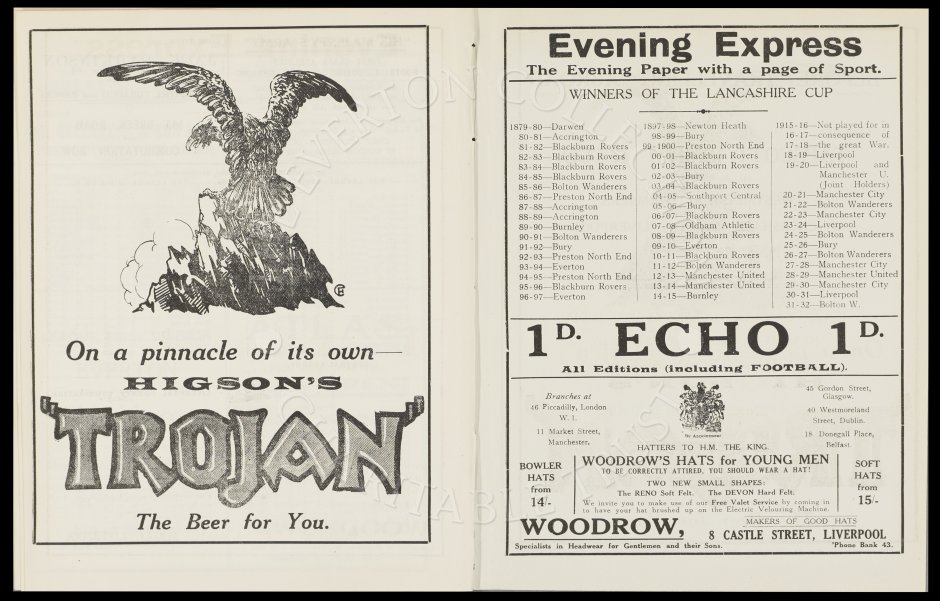 On a pinnacle of its own—
HIGSON'S
"TROJAN"
The Beer for You.
Evening Express
The Evening Paper with a page of Sport.
WINNERS OF THE LANCASHIRE CUP
1879-80—Darwen
80-81—Accrington
81-82—Blackburn Rovers
82-83—Blackburn Rovers
83-84—Blackburn Rovers
84-85—Blackburn Rovers
85-86—Bolton Wanderers
86-87—Preston North End
87-88—Accrington
88-89—Accrington
89-90—Burnley
90-91—Bolton Wanderers
91-92—Bury
92-93—Preston North End
93-94—Everton
94-95—Preston North End
95-96—Blackburn Rovers
96-97—Everton
1897-98—Newton Heath
98-99—Bury
99-1900—Preston North End
00-01—Blackburn Rovers
01-02—Blackburn Rovers
02-03—Bury
03-04—Blackburn Rovers
04-05—Southport Central
05-06—Bury
06-07—Blackburn Rovers
07-08—Oldham Athletic
08-09—Blackburn Rovers
09-10—Everton
10-11—Blackburn Rovers
11-12—Bolton Wanderers
12-13—Manchester United
13-14—Manchester United
14-15—Burnley
1915-16—Not played for in
16-17—consequence of
17-18—the great War.
18-19—Liverpool
19-20—Liverpool and
Manchester U.
(Joint Holders)
20-21—Manchester City
21-22—Bolton Wanderers
22-23—Manchester City
23-24—Liverpool
24-25—Bolton Wanderers
25-26—Bury
26-27—Bolton Wanderers
27-28—Manchester City
28-29—Manchester United
29-30—Manchester City
30-31—Liverpool
31-32—Bolton W.
1D. ECHO 1D.
All Editions (including FOOTBALL).
Branches at
46 Piccadilly, London
W. 1.
11 Market Street,
Manchester.
By Appointment
HATTERS TO H.M. THE KING.
45 Gordon Street,
Glasgow.
40 Westmoreland
Street, Dublin.
18 Donegall Place,
Belfast.
BOWLER
HATS
from
14/-
WOODROW'S HATS for YOUNG MEN
TO BE CORRECTLY ATTIRED, YOU SHOULD WEAR A HAT!
TWO NEW SMALL SHAPES:
The RENO Soft Felt. The DEVON Hard Felt.
We invite you to make use of our Free Valet Service by coming in
to have your hat brushed up on the Electric Velouring Machine.
SOFT
HATS
from
15/-
WOODROW,
MAKERS OF GOOD HATS
8 CASTLE STREET, LIVERPOOL
Specialists in Headwear for Gentlemen and their Sons.
'Phone Bank 43.